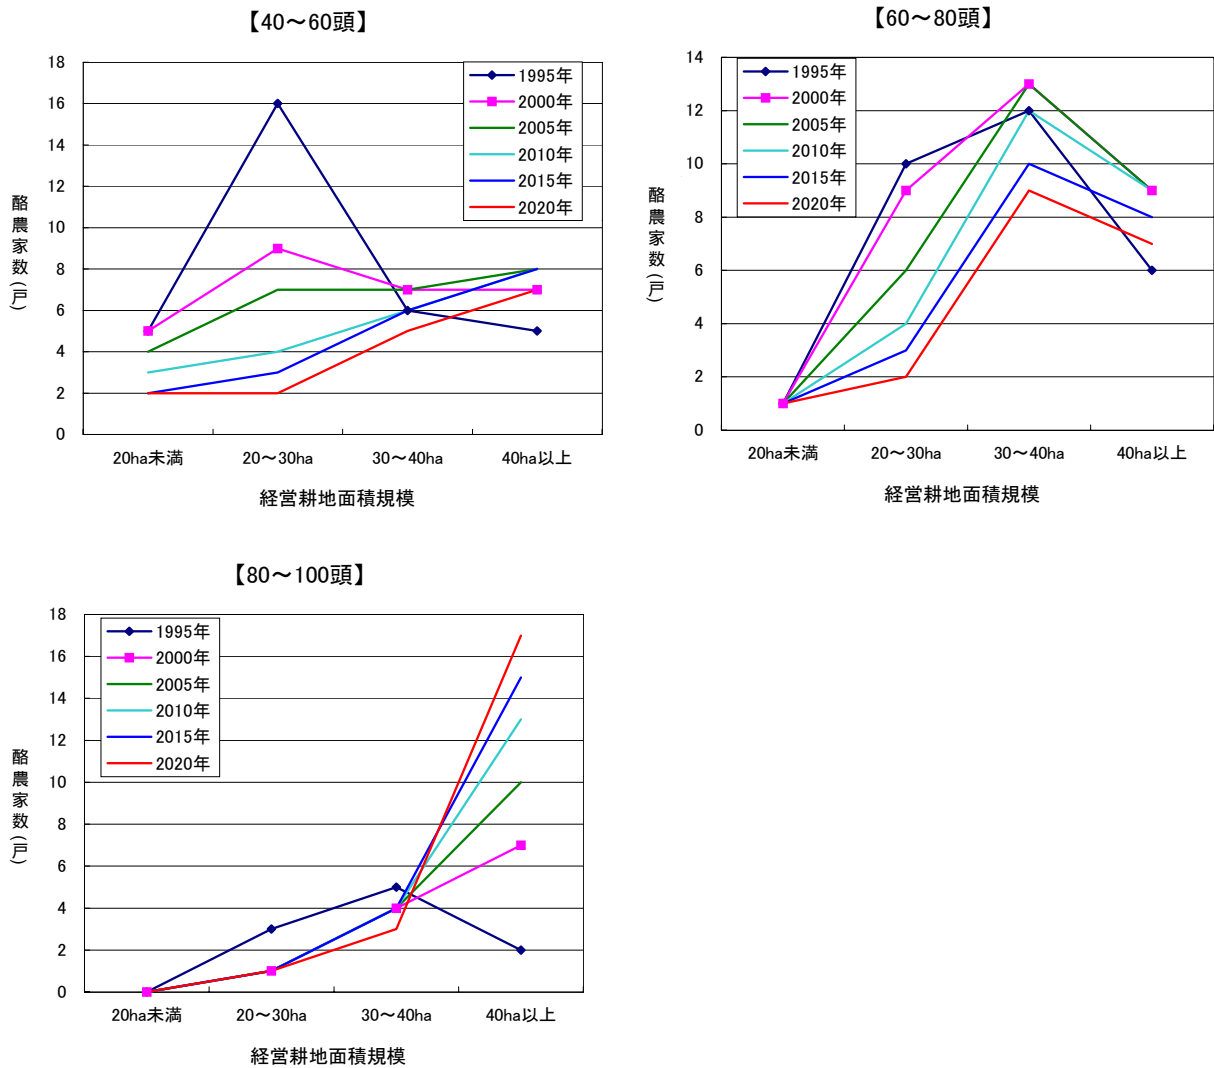 【40～60頭】
18
16
14
12
10
8
6
4
2
0
酪農家数(戸)
1995年
2000年
2005年
2010年
2015年
2020年
20ha未満
20～30ha
30～40ha
40ha以上
経営耕地面積規模
【60～80頭】
14
12
10
8
6
4
2
0
酪農家数(戸)
1995年
2000年
2005年
2010年
2015年
2020年
20ha未満
20～30ha
30～40ha
40ha以上
経営耕地面積規模
【80～100頭】
18
16
14
12
10
8
6
4
2
0
酪農家数(戸)
1995年
2000年
2005年
2010年
2015年
2020年
20ha未満
20～30ha
30～40ha
40ha以上
経営耕地面積規模